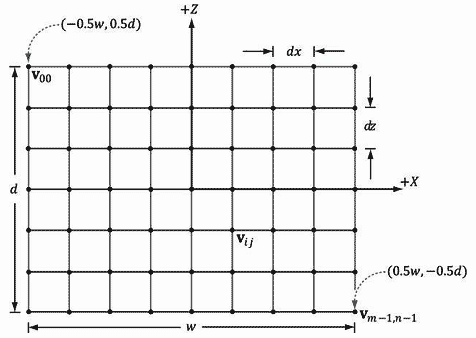 +Z
(−0.5w, 0.5d)
dx
v₀₀
dz
d
+X
vᵢⱼ
(0.5w, −0.5d)
vₘ₋₁,ₙ₋₁
w